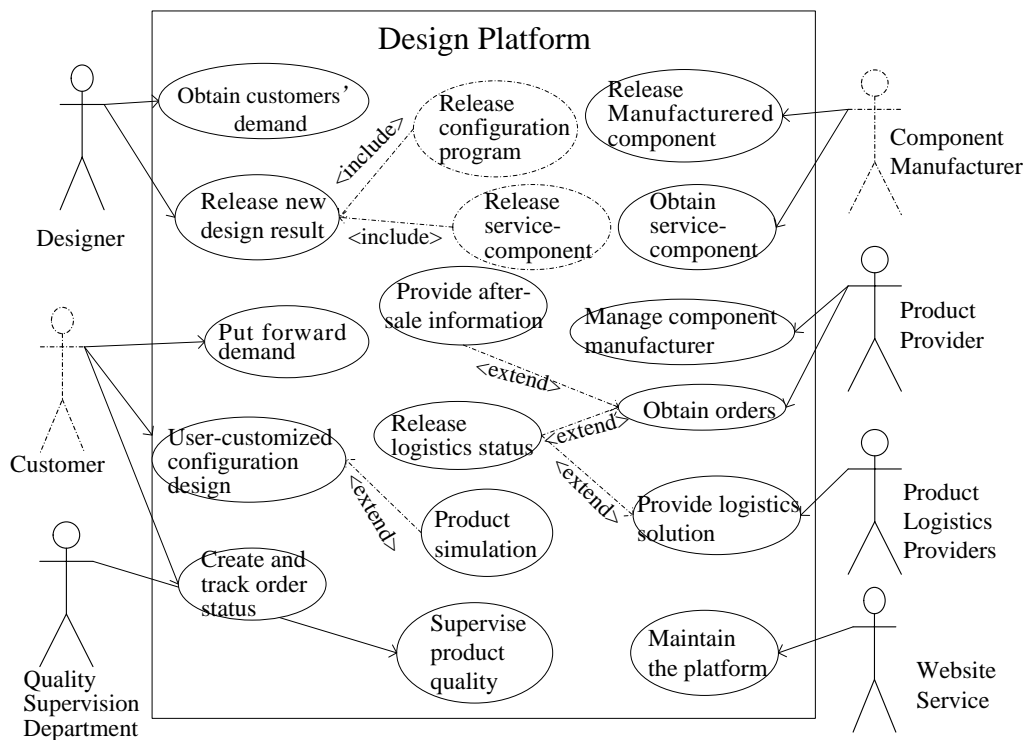 Design Platform
Obtain customers’
demand
Release
configuration
program
Release
Manufacturered
component
Component
Manufacturer
<include>
Designer
Release new
design result
<include>
Release
service-
component
Obtain
service-
component
Provide after-
sale information
Manage component
manufacturer
Product
Provider
Put forward
demand
<extend>
Obtain orders
Customer
User-customized
configuration
design
Release
logistics status
<extend>
<extend>
<extend>
Product
simulation
Provide logistics
solution
Product
Logistics
Providers
Create and
track order
status
Supervise
product
quality
Maintain
the platform
Quality
Supervision
Department
Website
Service